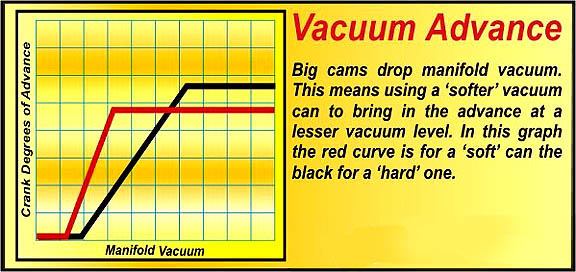 Vacuum Advance
Big cams drop manifold vacuum.
This means using a ‘softer’ vacuum
can to bring in the advance at a
lesser vacuum level. In this graph
the red curve is for a ‘soft’ can the
black for a ‘hard’ one.
Crank Degrees of Advance
Manifold Vacuum